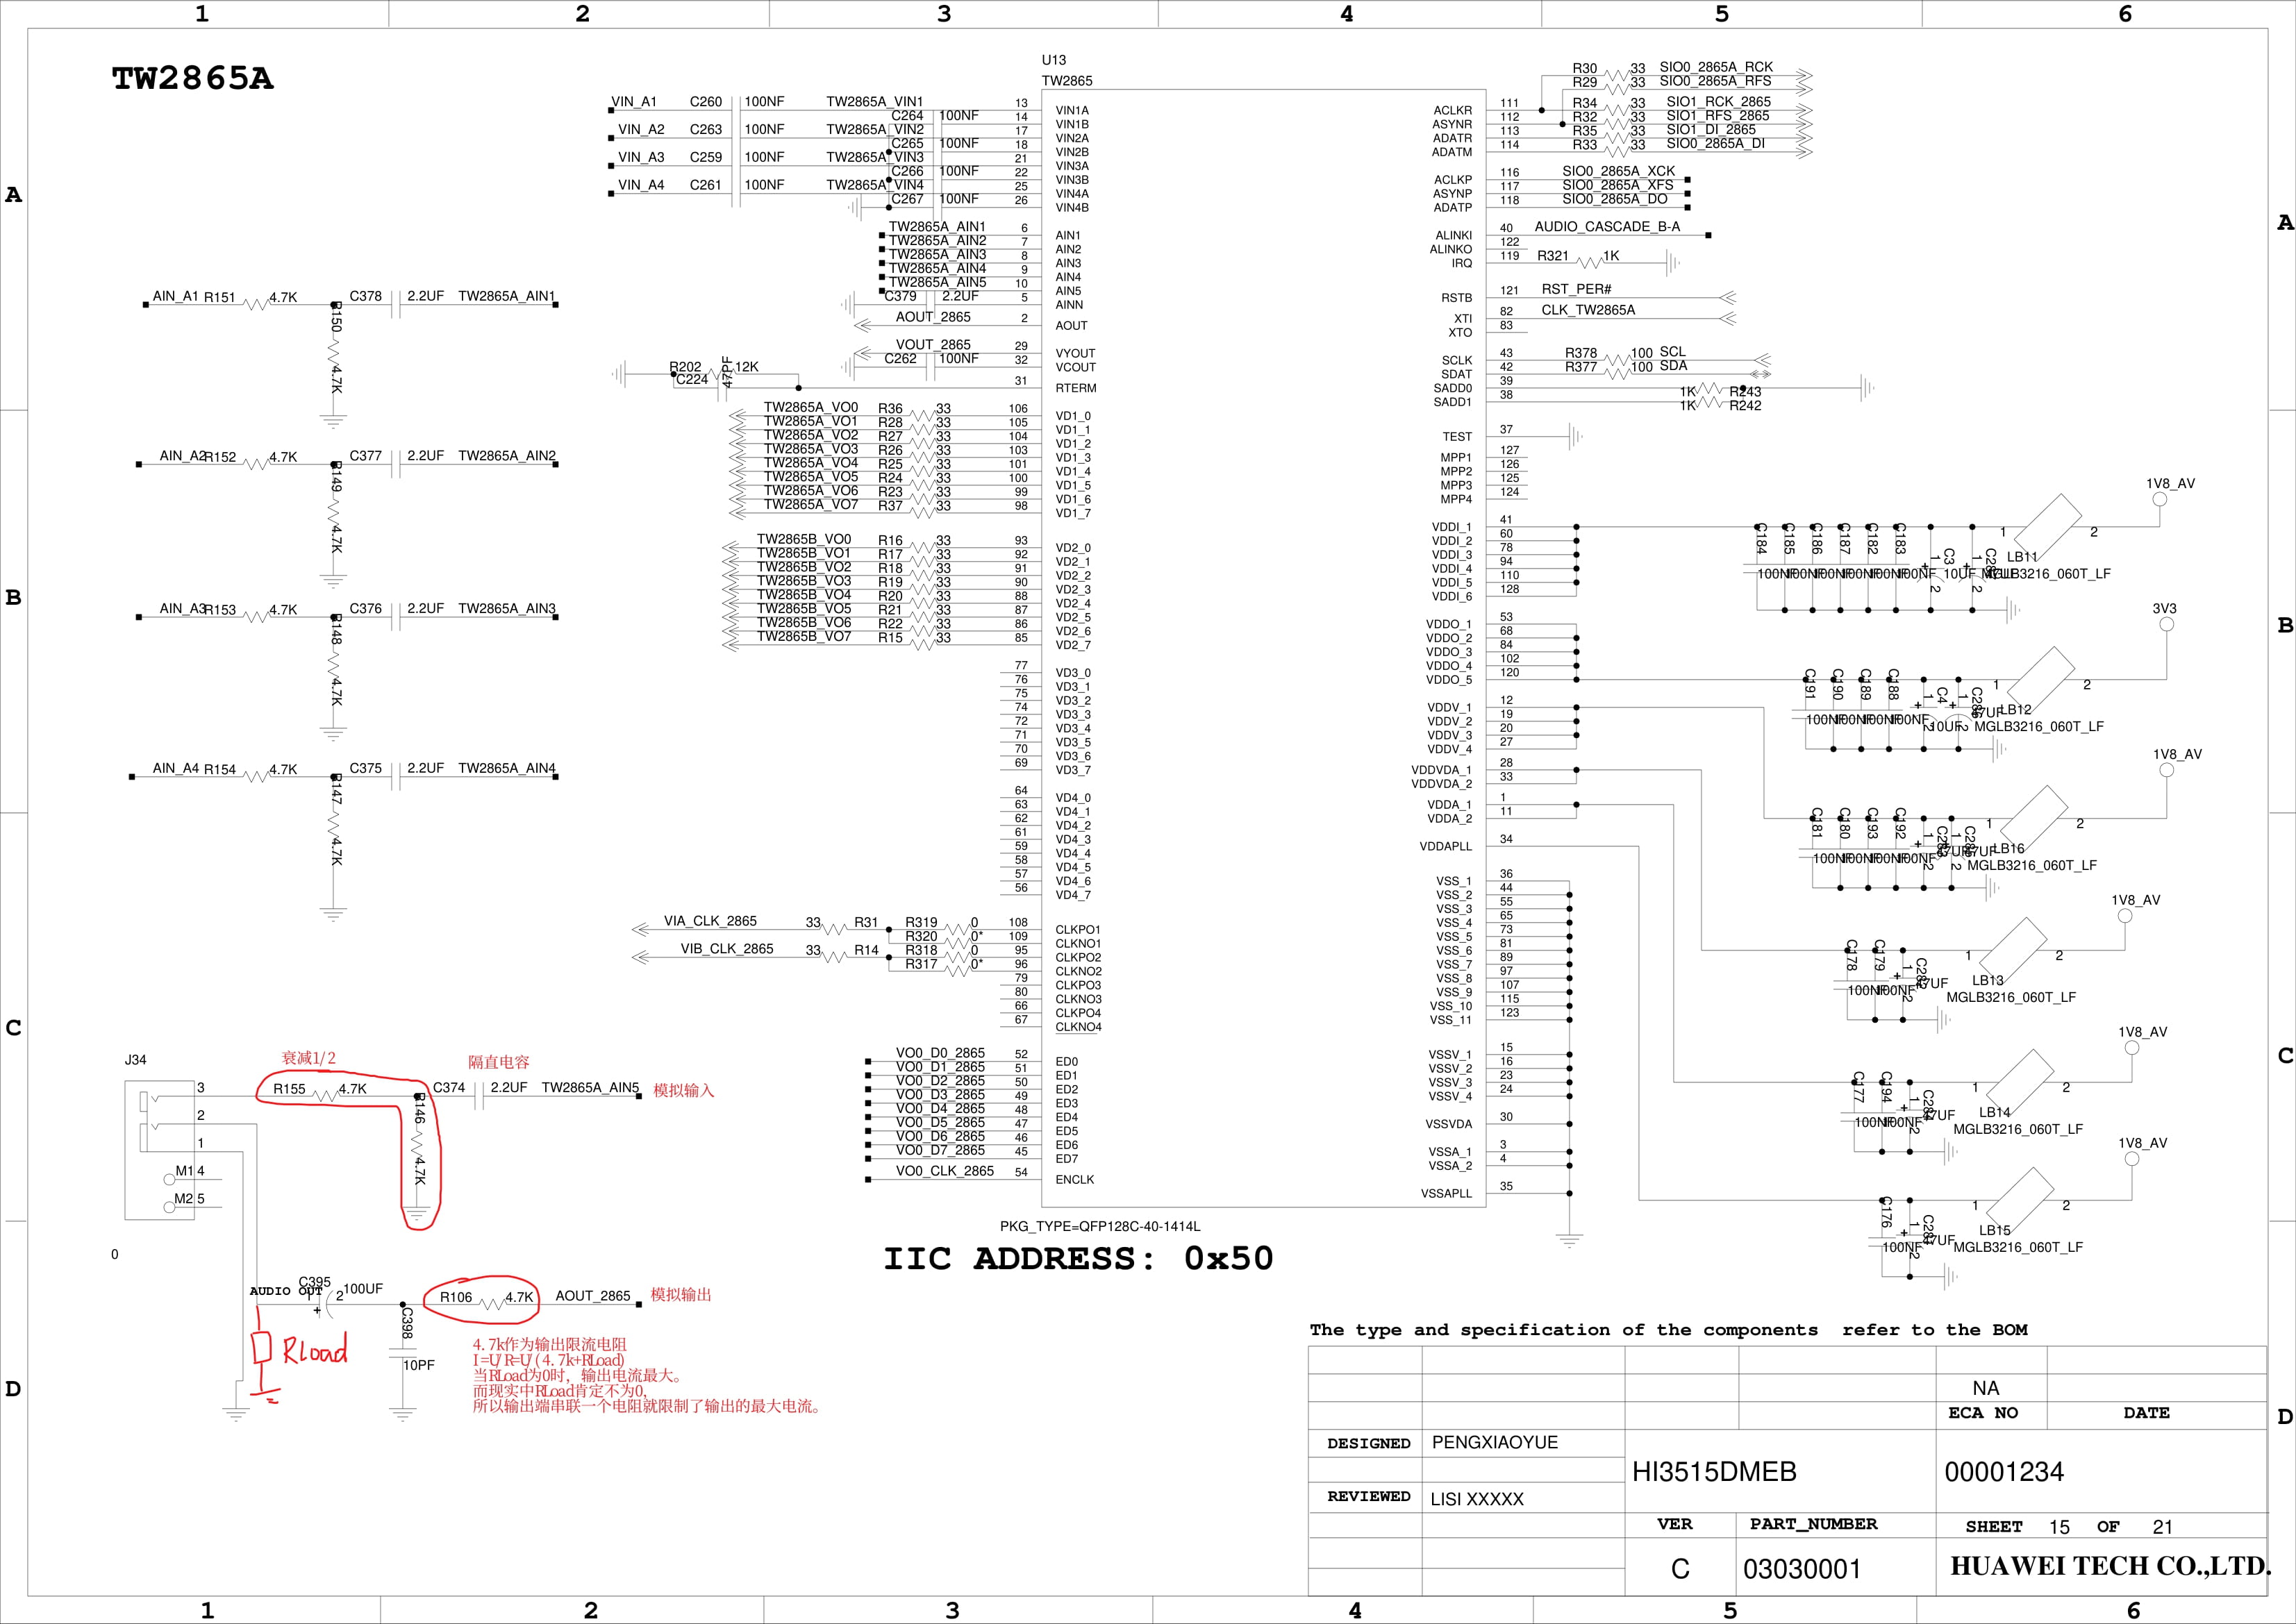 1 2 3 4 5 6
TW2865A
U13
TW2865
A
VIN_A1 C260 100NF TW2865A_VIN1 13 VIN1A
C264 100NF 14 VIN1B
VIN_A2 C263 100NF TW2865A_VIN2 17 VIN2A
C265 100NF 18 VIN2B
VIN_A3 C259 100NF TW2865A_VIN3 21 VIN3A
C266 100NF 22 VIN3B
VIN_A4 C261 100NF TW2865A_VIN4 25 VIN4A
C267 100NF 26 VIN4B
TW2865A_AIN1 6 AIN1
TW2865A_AIN2 7 AIN2
TW2865A_AIN3 8 AIN3
TW2865A_AIN4 9 AIN4
TW2865A_AIN5 10 AIN5
C379 2.2UF 5 AINN
AOUT_2865 2 AOUT
VOUT_2865 29 VYOUT
C262 100NF 32 VCOUT
R202 12K
C224 47PF 31 RTERM
TW2865A_VO0 R36 33 106 VD1_0
TW2865A_VO1 R28 33 105 VD1_1
TW2865A_VO2 R27 33 104 VD1_2
TW2865A_VO3 R26 33 103 VD1_3
TW2865A_VO4 R25 33 101 VD1_4
TW2865A_VO5 R24 33 100 VD1_5
TW2865A_VO6 R23 33 99 VD1_6
TW2865A_VO7 R37 33 98 VD1_7
TW2865B_VO0 R16 33 93 VD2_0
TW2865B_VO1 R17 33 92 VD2_1
TW2865B_VO2 R18 33 91 VD2_2
TW2865B_VO3 R19 33 90 VD2_3
TW2865B_VO4 R20 33 88 VD2_4
TW2865B_VO5 R21 33 87 VD2_5
TW2865B_VO6 R22 33 86 VD2_6
TW2865B_VO7 R15 33 85 VD2_7
77 VD3_0
76 VD3_1
75 VD3_2
74 VD3_3
72 VD3_4
71 VD3_5
70 VD3_6
69 VD3_7
64 VD4_0
63 VD4_1
62 VD4_2
61 VD4_3
59 VD4_4
58 VD4_5
57 VD4_6
56 VD4_7
VIA_CLK_2865 33 R31 R319 0 108 CLKPO1
R320 0* 109 CLKNO1
VIB_CLK_2865 33 R14 R318 0 95 CLKPO2
R317 0* 96 CLKNO2
79 CLKPO3
80 CLKNO3
66 CLKPO4
67 CLKNO4
VO0_D0_2865 52 ED0
VO0_D1_2865 51 ED1
VO0_D2_2865 50 ED2
VO0_D3_2865 49 ED3
VO0_D4_2865 48 ED4
VO0_D5_2865 47 ED5
VO0_D6_2865 46 ED6
VO0_D7_2865 45 ED7
VO0_CLK_2865 54 ENCLK
PKG_TYPE=QFP128C-40-1414L
IIC ADDRESS: 0x50
AIN_A1 R151 4.7K C378 2.2UF TW2865A_AIN1
R150 4.7K
AIN_A2 R152 4.7K C377 2.2UF TW2865A_AIN2
R149 4.7K
AIN_A3 R153 4.7K C376 2.2UF TW2865A_AIN3
R148 4.7K
AIN_A4 R154 4.7K C375 2.2UF TW2865A_AIN4
R147 4.7K
衰减1/2 隔直电容
J34
3 R155 4.7K C374 2.2UF TW2865A_AIN5 模拟输入
R146 4.7K
2
1
M1 4
M2 5
0
AUDIO OUT C395 1 + 2 100UF R106 4.7K AOUT_2865 模拟输出
C398 10PF
RLoad
4.7k作为输出限流电阻
I=U/R=U/(4.7k+RLoad)
当RLoad为0时，输出电流最大。
而现实中RLoad肯定不为0，
所以输出端串联一个电阻就限制了输出的最大电流。
R30 33 SIO0_2865A_RCK
R29 33 SIO0_2865A_RFS
ACLKR 111 R34 33 SIO1_RCK_2865
ASYNR 112 R32 33 SIO1_RFS_2865
ADATR 113 R35 33 SIO1_DI_2865
ADATM 114 R33 33 SIO0_2865A_DI
ACLKP 116 SIO0_2865A_XCK
ASYNP 117 SIO0_2865A_XFS
ADATP 118 SIO0_2865A_DO
ALINKI 40 AUDIO_CASCADE_B-A
ALINKO 122
IRQ 119 R321 1K
RSTB 121 RST_PER#
XTI 82 CLK_TW2865A
XTO 83
SCLK 43 R378 100 SCL
SDAT 42 R377 100 SDA
SADD0 39 1K R243
SADD1 38 1K R242
TEST 37
MPP1 127
MPP2 126
MPP3 125
MPP4 124
VDDI_1 41
VDDI_2 60
VDDI_3 78
VDDI_4 94
VDDI_5 110
VDDI_6 128
VDDO_1 53
VDDO_2 68
VDDO_3 84
VDDO_4 102
VDDO_5 120
VDDV_1 12
VDDV_2 19
VDDV_3 20
VDDV_4 27
VDDVDA_1 28
VDDVDA_2 33
VDDA_1 1
VDDA_2 11
VDDAPLL 34
VSS_1 36
VSS_2 44
VSS_3 55
VSS_4 65
VSS_5 73
VSS_6 81
VSS_7 89
VSS_8 97
VSS_9 107
VSS_10 115
VSS_11 123
VSSV_1 15
VSSV_2 16
VSSV_3 23
VSSV_4 24
VSSVDA 30
VSSA_1 3
VSSA_2 4
VSSAPLL 35
1V8_AV
C184 C185 C186 C187 C182 C183 C3 1 2 LB11
100NF 100NF 100NF 100NF 100NF 100NF 10UF MGLB3216_060T_LF
3V3
C191 C190 C189 C188 C4 1 2 LB12
100NF 100NF 100NF 100NF 10UF MGLB3216_060T_LF
1V8_AV
C181 C180 C193 C192 1 2 LB16
100NF 100NF 100NF 100NF 47UF MGLB3216_060T_LF
1V8_AV
C178 C179 1 2 LB13
100NF 100NF 47UF MGLB3216_060T_LF
1V8_AV
C177 C194 1 2 LB14
100NF 100NF 47UF MGLB3216_060T_LF
1V8_AV
C176 1 2 LB15
100NF 47UF MGLB3216_060T_LF
B
C
D
The type and specification of the components refer to the BOM
NA
ECA NO DATE
DESIGNED PENGXIAOYUE
HI3515DMEB 00001234
REVIEWED LISI XXXXX
VER PART_NUMBER SHEET 15 OF 21
C 03030001 HUAWEI TECH CO.,LTD.
1 2 3 4 5 6